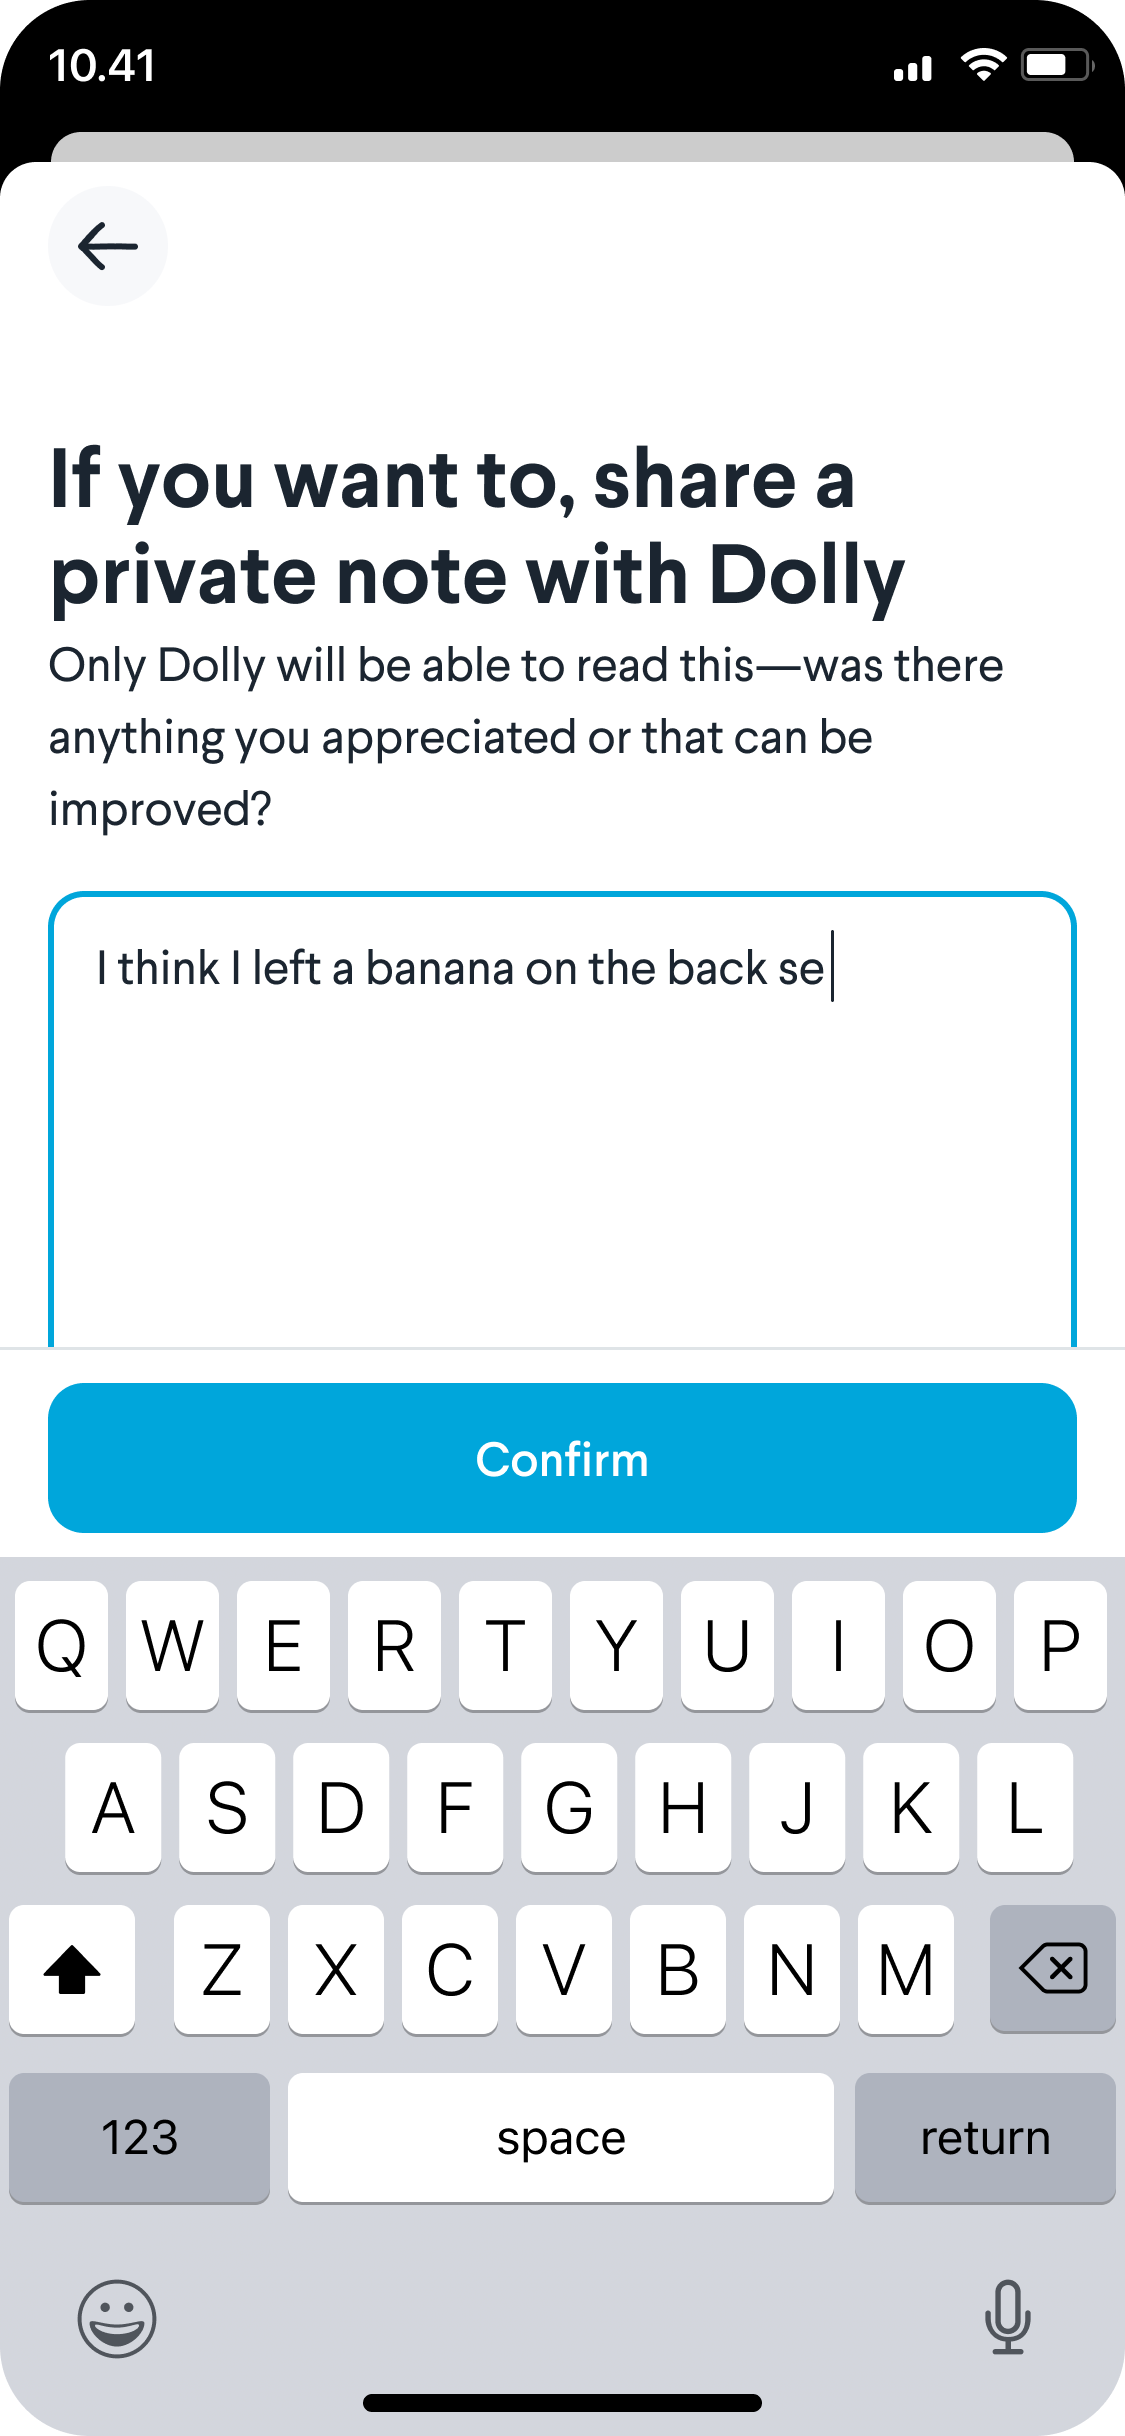 10.41
If you want to, share a
private note with Dolly
Only Dolly will be able to read this—was there
anything you appreciated or that can be
improved?
I think I left a banana on the back se
Confirm
Q W E R T Y U I O P
A S D F G H J K L
Z X C V B N M
123 space return